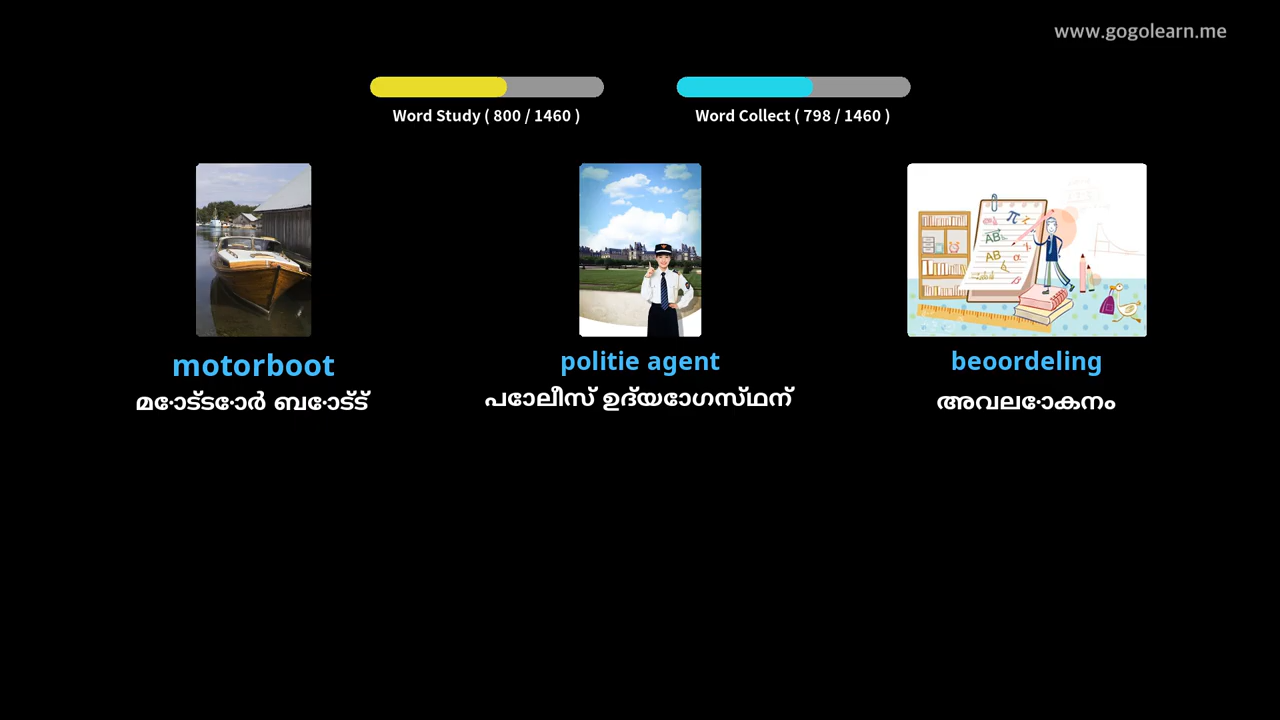 www.gogolearn.me
Word Study ( 800 / 1460 )
Word Collect ( 798 / 1460 )
motorboot
മോട്ടോർ ബോട്ട്
politie agent
പോലീസ് ഉദ്യോഗസ്ഥന്
beoordeling
അവലോകനം